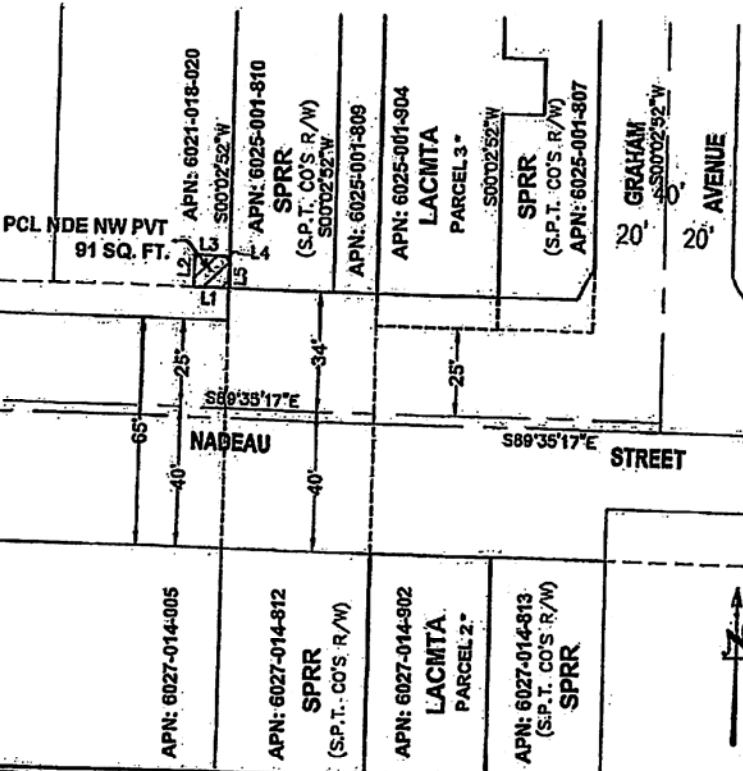 APN: 6021-018-020
S00°02'52"W
APN: 6025-001-810
SPRR
(S.P.T. CO'S R/W)
S00°02'52"W
APN: 6025-001-809
APN: 6025-001-904
LACMTA
PARCEL 3*
S00°02'52"W
SPRR
(S.P.T. CO'S R/W)
APN: 6025-001-807
GRAHAM
S00°02'52"W
40'
AVENUE
20'
20'
PCL NDE NW PVT
91 SQ. FT.
L3
L4
L2
L5
L1
25'
34'
25'
65'
S89°35'17"E
S89°35'17"E
NADEAU
STREET
40'
40'
APN: 6027-014-005
APN: 6027-014-812
SPRR
(S.P.T. CO'S R/W)
APN: 6027-014-902
LACMTA
PARCEL 2*
APN: 6027-014-813
(S.P.T. CO'S R/W)
SPRR